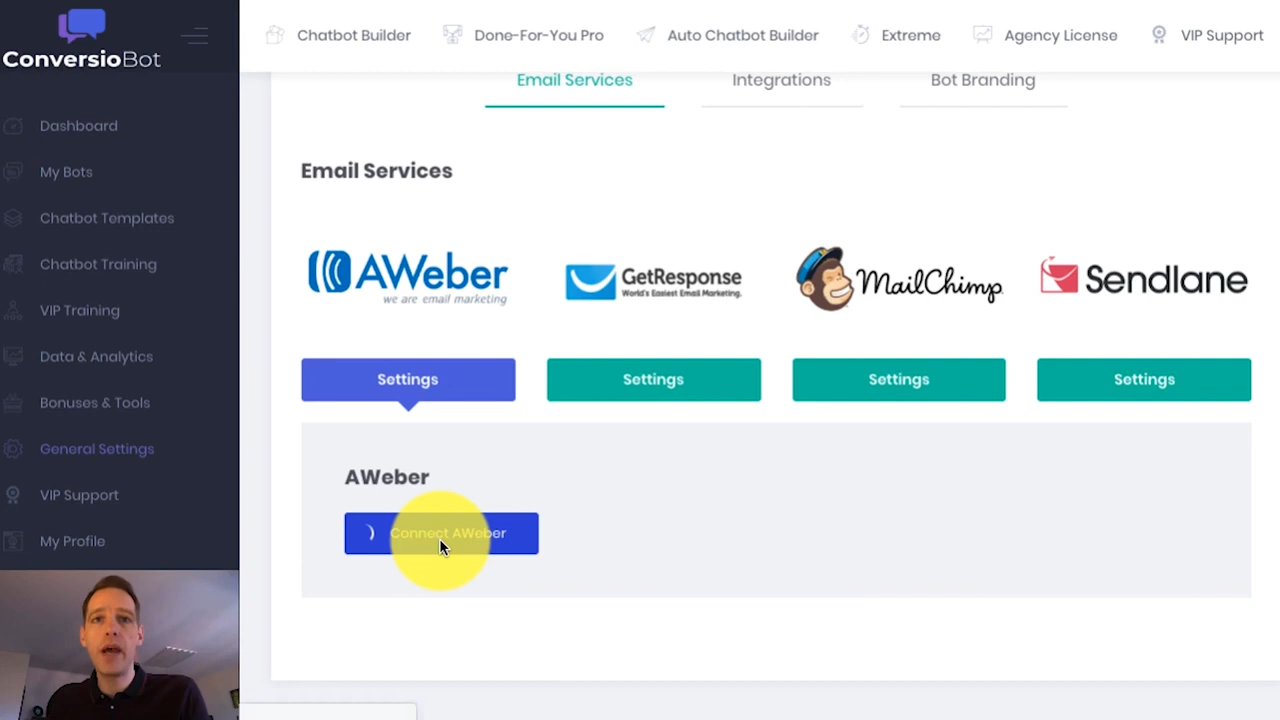 ConversioBot
Chatbot Builder
Done-For-You Pro
Auto Chatbot Builder
Extreme
Agency License
VIP Support
Dashboard
My Bots
Chatbot Templates
Chatbot Training
VIP Training
Data & Analytics
Bonuses & Tools
General Settings
VIP Support
My Profile
Email Services
Integrations
Bot Branding
Email Services
AWeber
we are email marketing
GetResponse
World's Easiest Email Marketing.
MailChimp
Sendlane
Settings
Settings
Settings
Settings
AWeber
Connect AWeber